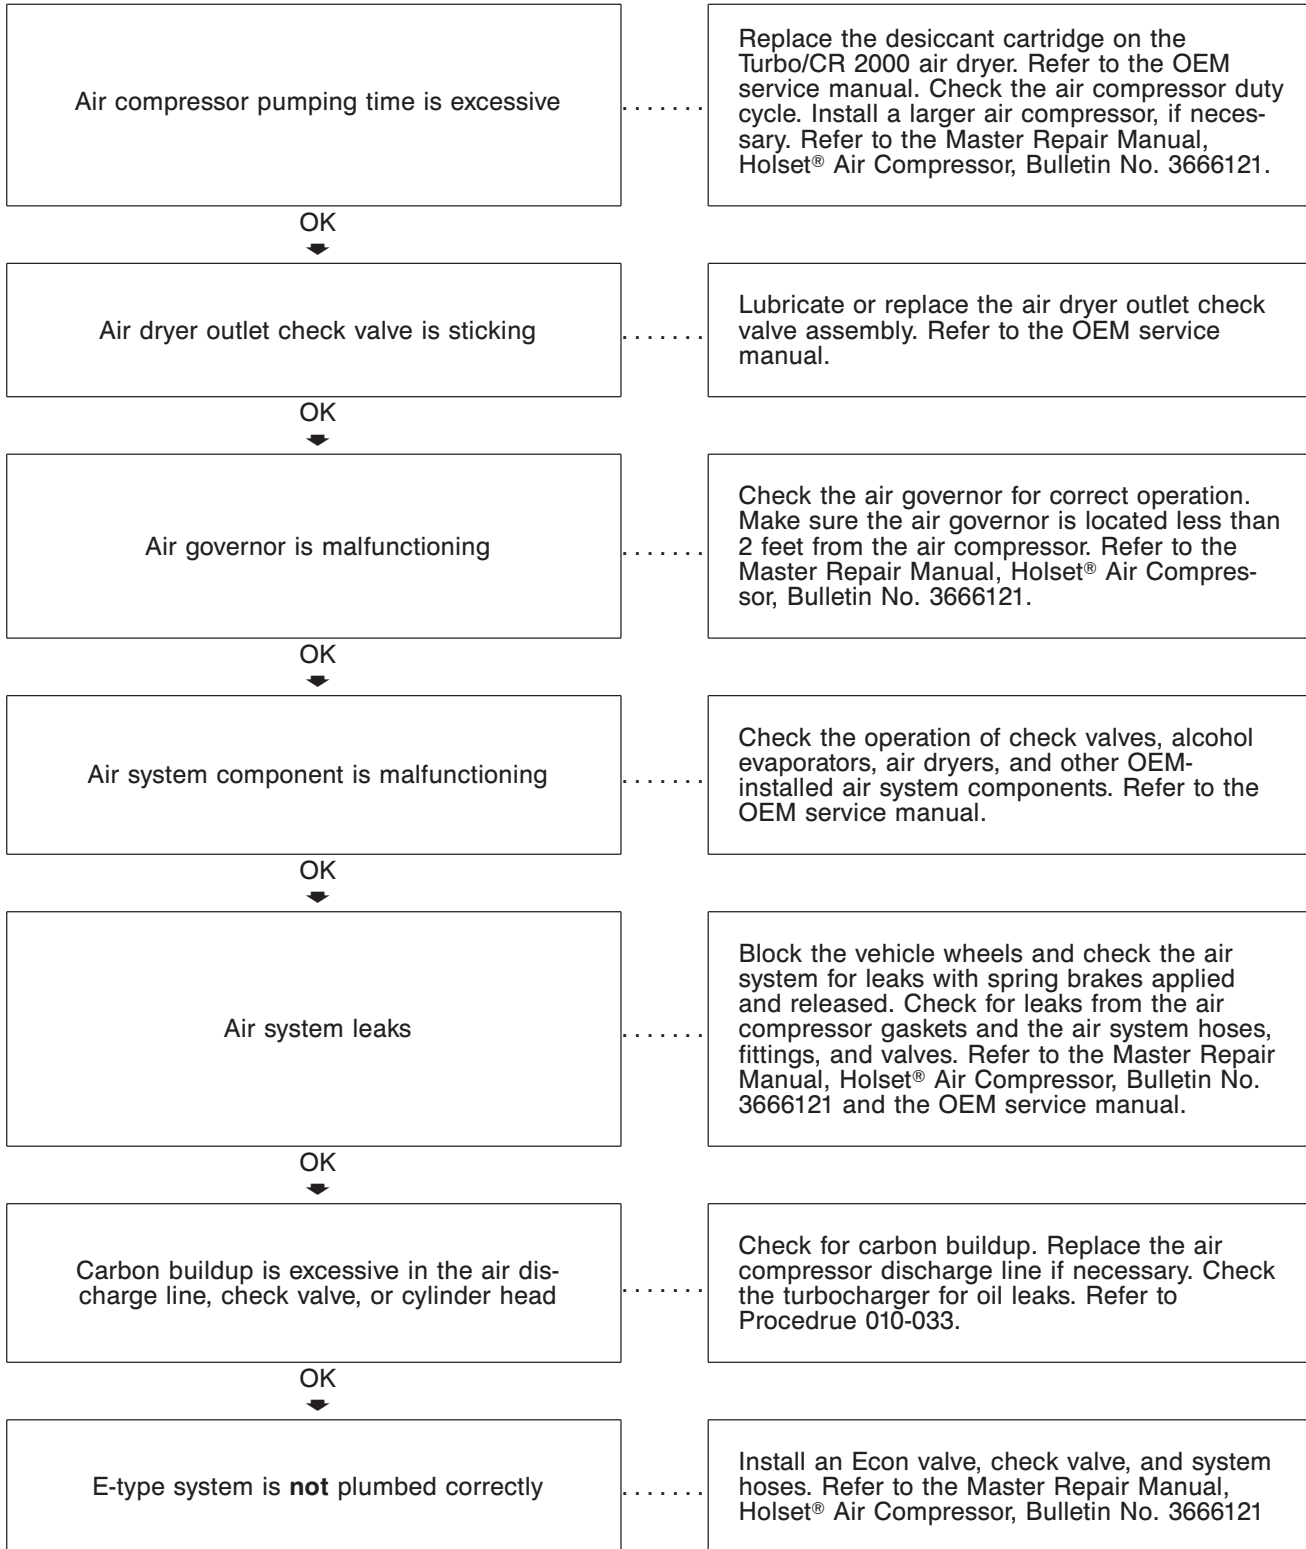 Air compressor pumping time is excessive
. . . . . . .
Replace the desiccant cartridge on the
Turbo/CR 2000 air dryer. Refer to the OEM
service manual. Check the air compressor duty
cycle. Install a larger air compressor, if neces-
sary. Refer to the Master Repair Manual,
Holset® Air Compressor, Bulletin No. 3666121.
OK
Air dryer outlet check valve is sticking
. . . . . . .
Lubricate or replace the air dryer outlet check
valve assembly. Refer to the OEM service
manual.
OK
Air governor is malfunctioning
. . . . . . .
Check the air governor for correct operation.
Make sure the air governor is located less than
2 feet from the air compressor. Refer to the
Master Repair Manual, Holset® Air Compres-
sor, Bulletin No. 3666121.
OK
Air system component is malfunctioning
. . . . . . .
Check the operation of check valves, alcohol
evaporators, air dryers, and other OEM-
installed air system components. Refer to the
OEM service manual.
OK
Air system leaks
. . . . . . .
Block the vehicle wheels and check the air
system for leaks with spring brakes applied
and released. Check for leaks from the air
compressor gaskets and the air system hoses,
fittings, and valves. Refer to the Master Repair
Manual, Holset® Air Compressor, Bulletin No.
3666121 and the OEM service manual.
OK
Carbon buildup is excessive in the air dis-
charge line, check valve, or cylinder head
. . . . . . .
Check for carbon buildup. Replace the air
compressor discharge line if necessary. Check
the turbocharger for oil leaks. Refer to
Procedrue 010-033.
OK
E-type system is not plumbed correctly
. . . . . . .
Install an Econ valve, check valve, and system
hoses. Refer to the Master Repair Manual,
Holset® Air Compressor, Bulletin No. 3666121